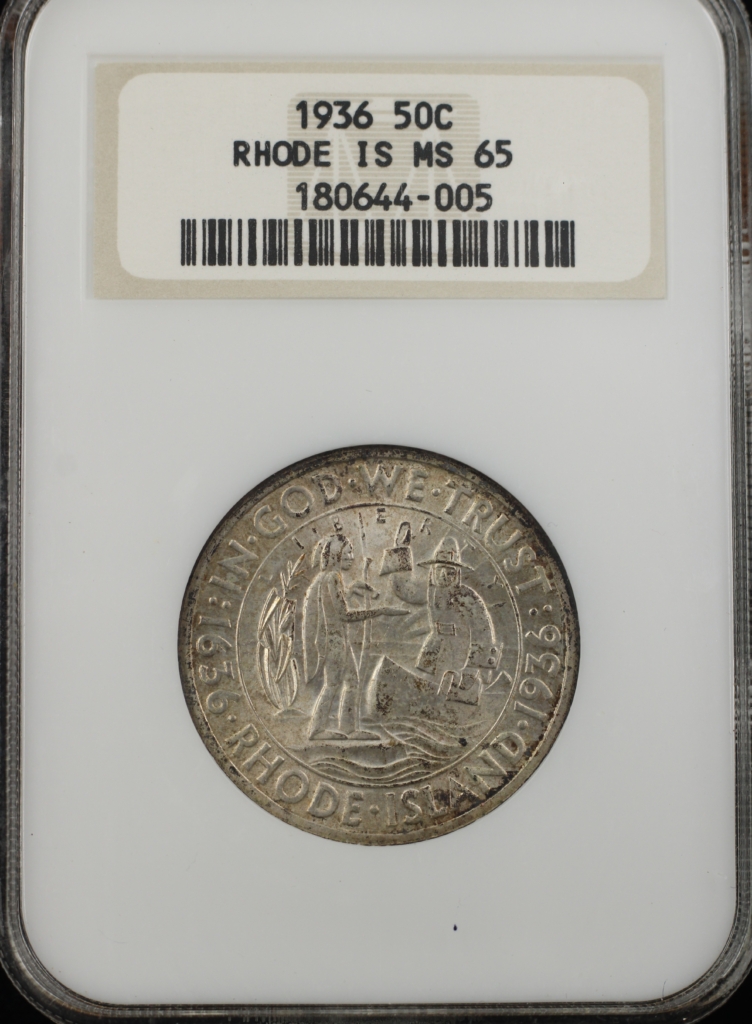 1936 50C
RHODE IS MS 65
180644-005
1636:IN·GOD·WE·TRUST:1936
LIBERTY
·RHODE·ISLAND·